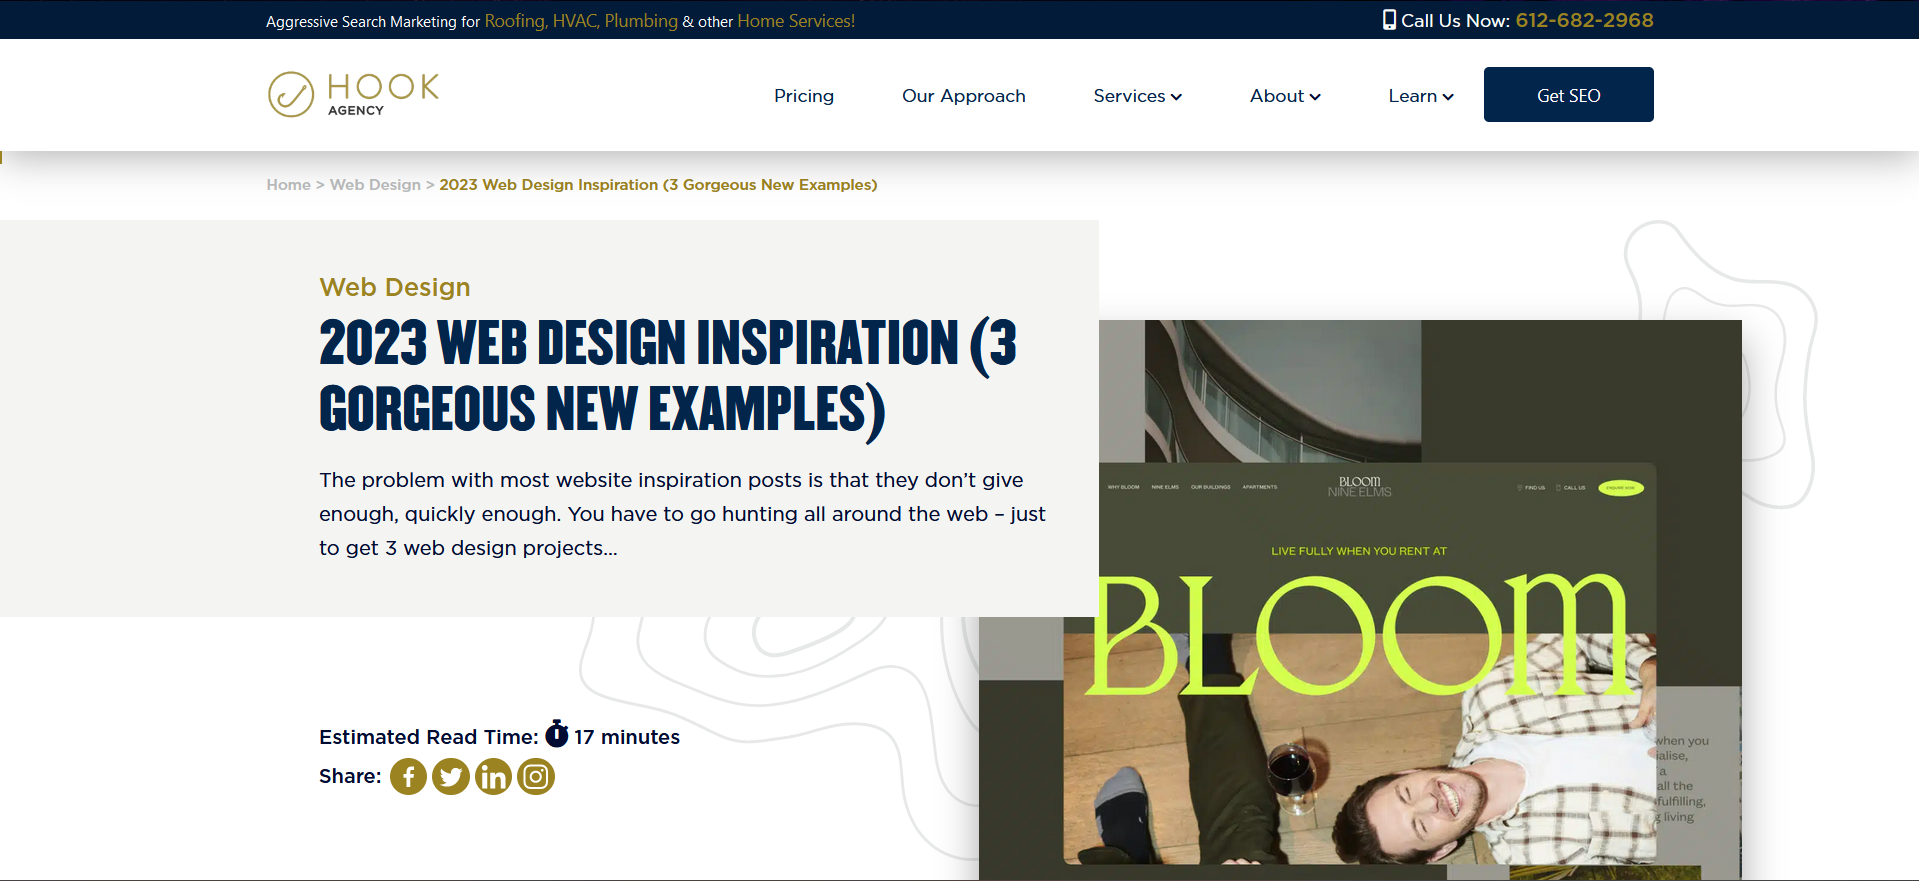 Aggressive Search Marketing for Roofing, HVAC, Plumbing & other Home Services!
Call Us Now: 612-682-2968
HOOK
AGENCY
Pricing
Our Approach
Services
About
Learn
Get SEO
Home > Web Design > 2023 Web Design Inspiration (3 Gorgeous New Examples)
Web Design
2023 WEB DESIGN INSPIRATION (3
GORGEOUS NEW EXAMPLES)
The problem with most website inspiration posts is that they don’t give
enough, quickly enough. You have to go hunting all around the web – just
to get 3 web design projects...
Estimated Read Time: 17 minutes
Share:
WHY BLOOM
NINE ELMS
OUR BUILDINGS
APARTMENTS
BLOOM
NINE ELMS
FIND US
CALL US
ENQUIRE NOW
LIVE FULLY WHEN YOU RENT AT
BLOOM
when you
ialise,
a
all the
fulfilling,
living